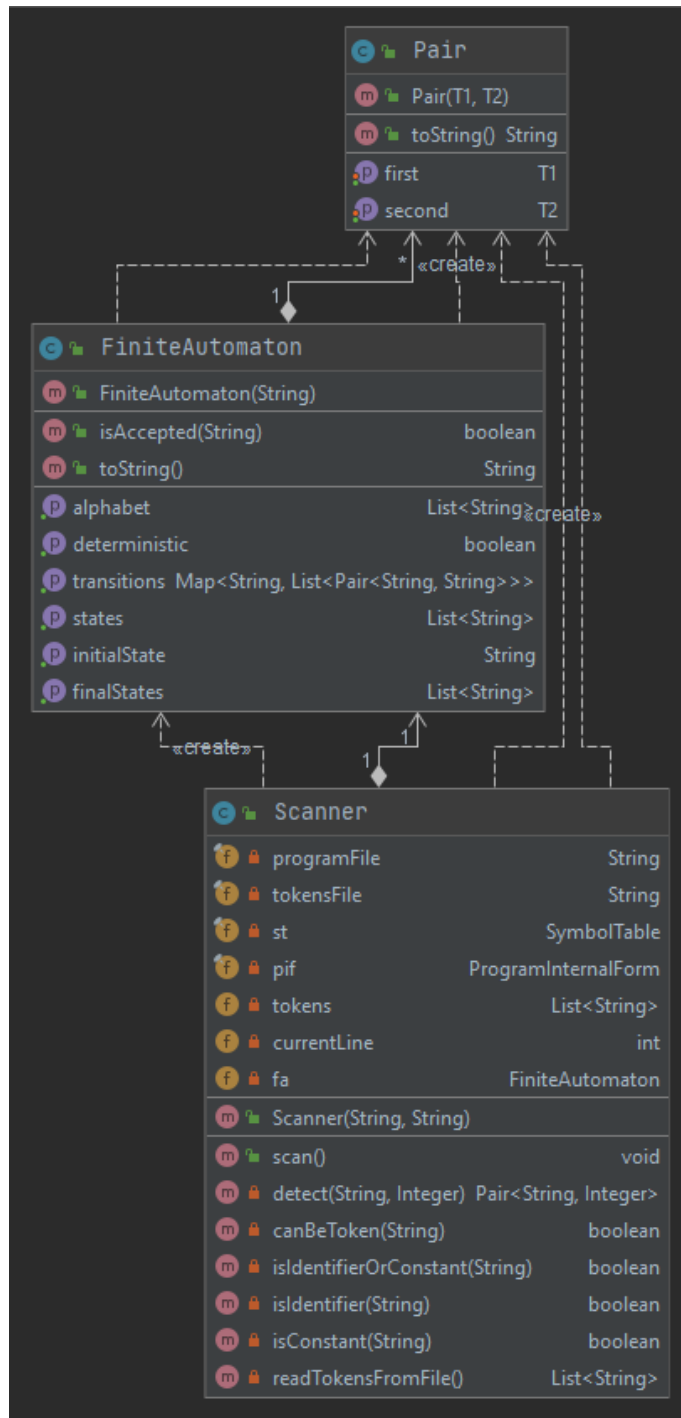 Pair
Pair(T1, T2)
toString() String
first T1
second T2
* «create»
1
FiniteAutomaton
FiniteAutomaton(String)
isAccepted(String) boolean
toString() String
alphabet List<String>
«create»
deterministic boolean
transitions Map<String, List<Pair<String, String>>>
states List<String>
initialState String
finalStates List<String>
«create» 1
1
Scanner
programFile String
tokensFile String
st SymbolTable
pif ProgramInternalForm
tokens List<String>
currentLine int
fa FiniteAutomaton
Scanner(String, String)
scan() void
detect(String, Integer) Pair<String, Integer>
canBeToken(String) boolean
isIdentifierOrConstant(String) boolean
isIdentifier(String) boolean
isConstant(String) boolean
readTokensFromFile() List<String>